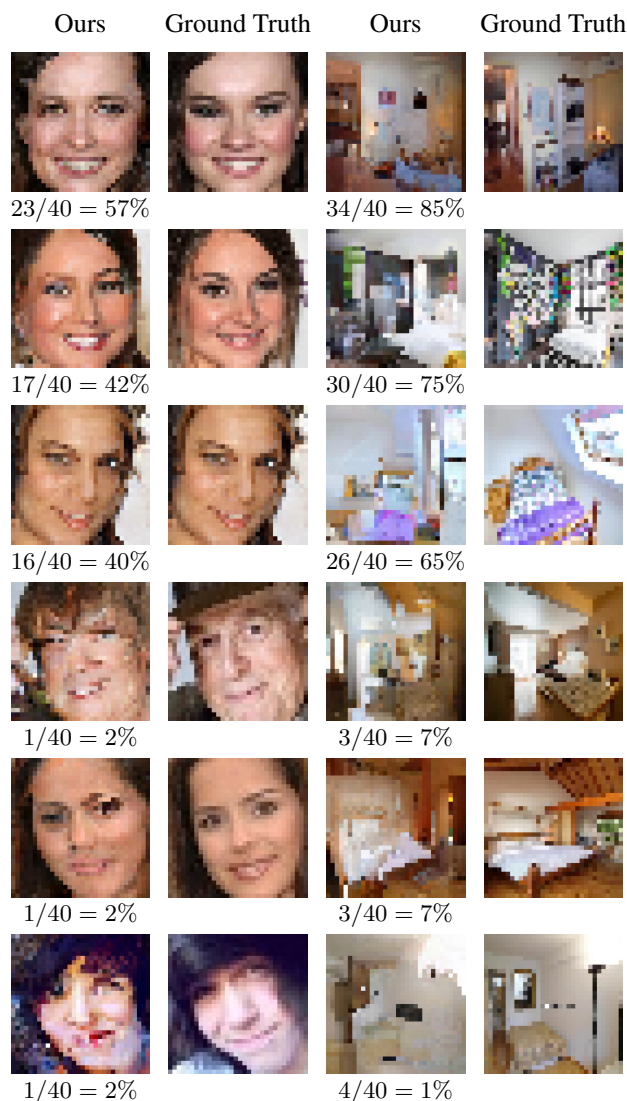 Ours Ground Truth Ours Ground Truth
23/40 = 57% 34/40 = 85%
17/40 = 42% 30/40 = 75%
16/40 = 40% 26/40 = 65%
1/40 = 2% 3/40 = 7%
1/40 = 2% 3/40 = 7%
1/40 = 2% 4/40 = 1%